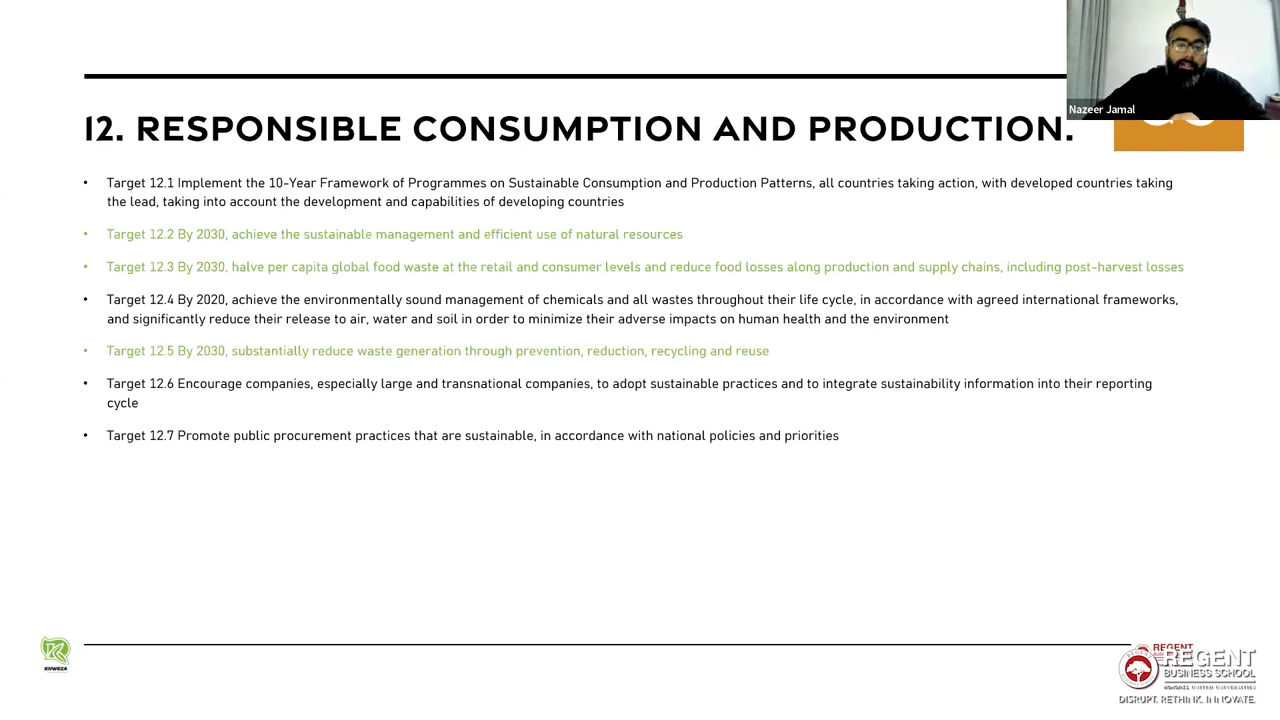 Nazeer Jamal
12. RESPONSIBLE CONSUMPTION AND PRODUCTION.
• Target 12.1 Implement the 10-Year Framework of Programmes on Sustainable Consumption and Production Patterns, all countries taking action, with developed countries taking
the lead, taking into account the development and capabilities of developing countries
• Target 12.2 By 2030, achieve the sustainable management and efficient use of natural resources
• Target 12.3 By 2030, halve per capita global food waste at the retail and consumer levels and reduce food losses along production and supply chains, including post-harvest losses
• Target 12.4 By 2020, achieve the environmentally sound management of chemicals and all wastes throughout their life cycle, in accordance with agreed international frameworks,
and significantly reduce their release to air, water and soil in order to minimize their adverse impacts on human health and the environment
• Target 12.5 By 2030, substantially reduce waste generation through prevention, reduction, recycling and reuse
• Target 12.6 Encourage companies, especially large and transnational companies, to adopt sustainable practices and to integrate sustainability information into their reporting
cycle
• Target 12.7 Promote public procurement practices that are sustainable, in accordance with national policies and priorities
KHWEZA
REGENT
REGENT
BUSINESS SCHOOL
HONORIS UNITED UNIVERSITIES
DISRUPT. RETHINK. INNOVATE.